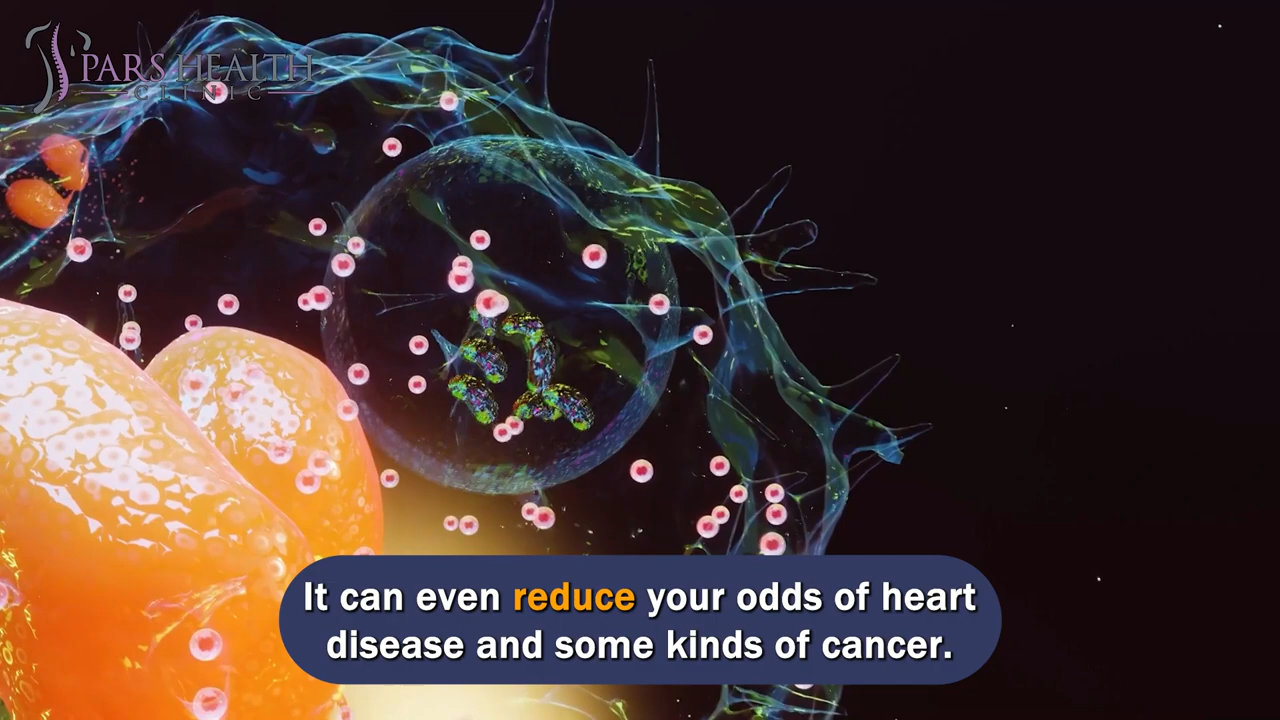 PARS HEALTH
CLINIC
It can even reduce your odds of heart
disease and some kinds of cancer.